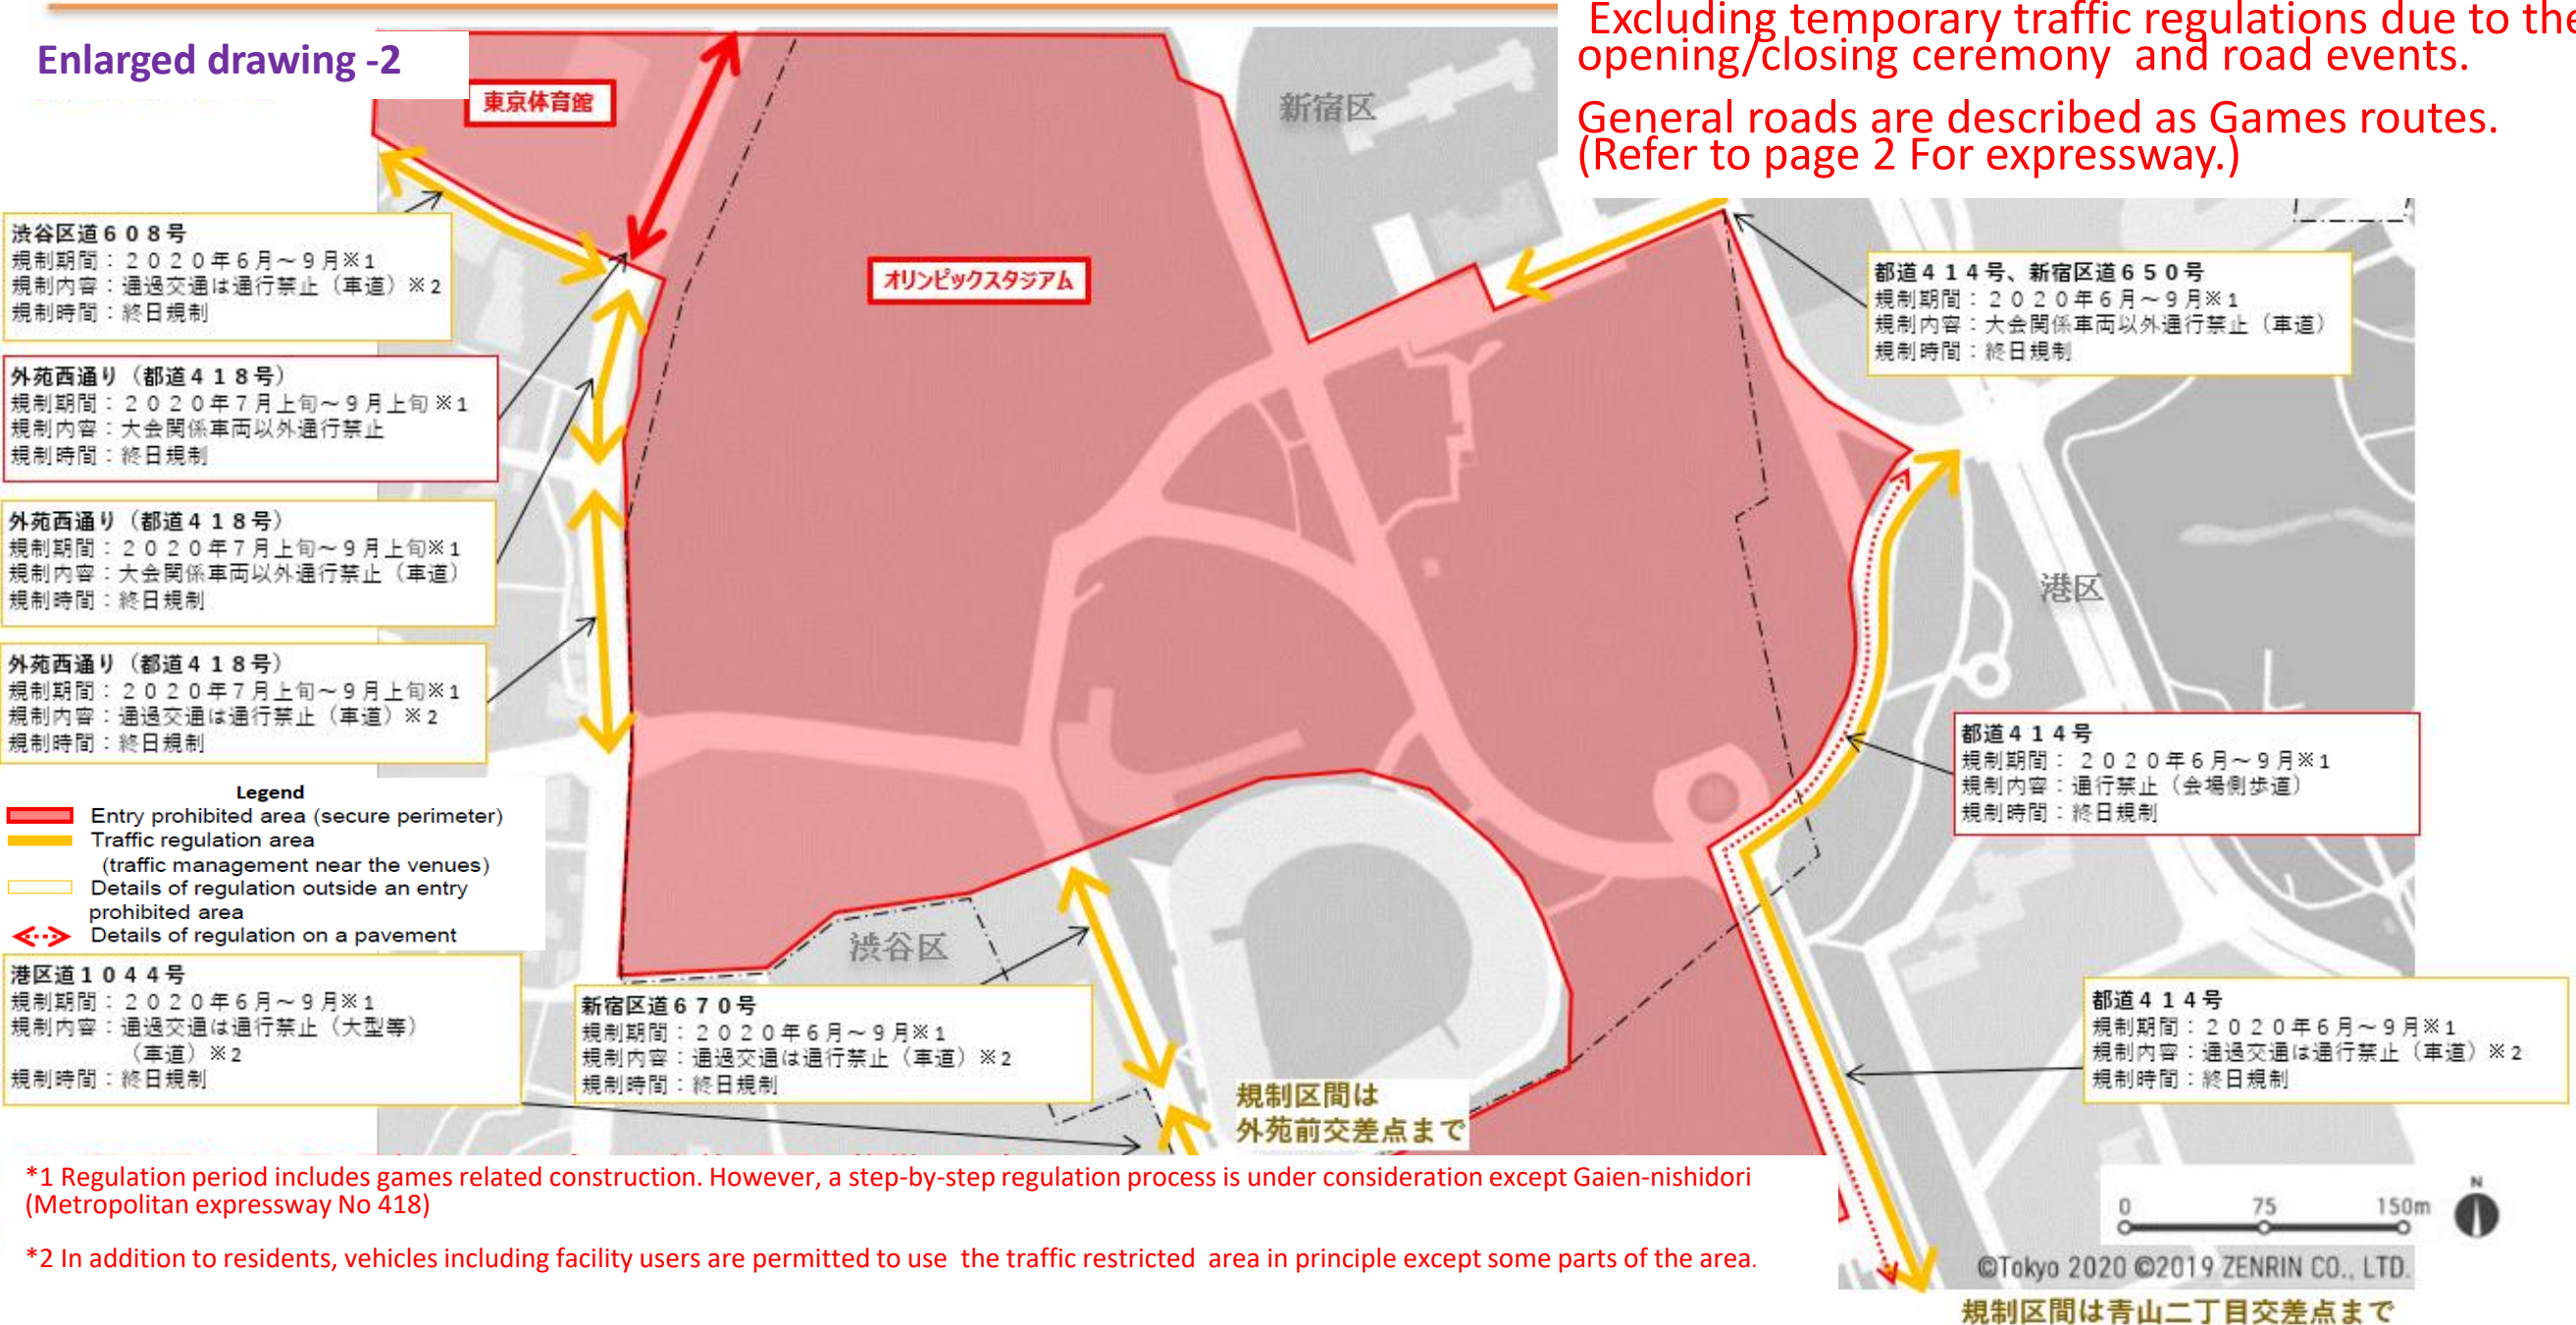 Enlarged drawing -2
Excluding temporary traffic regulations due to the
opening/closing ceremony and road events.
General roads are described as Games routes.
(Refer to page 2 For expressway.)
東京体育館
新宿区
オリンピックスタジアム
渋谷区道６０８号
規制期間：２０２０年６月～９月※1
規制内容：通過交通は通行禁止（車道）※2
規制時間：終日規制
外苑西通り（都道４１８号）
規制期間：２０２０年７月上旬～９月上旬※1
規制内容：大会関係車両以外通行禁止
規制時間：終日規制
外苑西通り（都道４１８号）
規制期間：２０２０年７月上旬～９月上旬※1
規制内容：大会関係車両以外通行禁止（車道）
規制時間：終日規制
外苑西通り（都道４１８号）
規制期間：２０２０年７月上旬～９月上旬※1
規制内容：通過交通は通行禁止（車道）※2
規制時間：終日規制
都道４１４号、新宿区道６５０号
規制期間：２０２０年６月～９月※1
規制内容：大会関係車両以外通行禁止（車道）
規制時間：終日規制
港区
都道４１４号
規制期間：２０２０年６月～９月※1
規制内容：通行禁止（会場側歩道）
規制時間：終日規制
Legend
Entry prohibited area (secure perimeter)
Traffic regulation area
(traffic management near the venues)
Details of regulation outside an entry
prohibited area
Details of regulation on a pavement
渋谷区
港区道１０４４号
規制期間：２０２０年６月～９月※1
規制内容：通過交通は通行禁止（大型等）
（車道）※2
規制時間：終日規制
新宿区道６７０号
規制期間：２０２０年６月～９月※1
規制内容：通過交通は通行禁止（車道）※2
規制時間：終日規制
都道４１４号
規制期間：２０２０年６月～９月※1
規制内容：通過交通は通行禁止（車道）※2
規制時間：終日規制
規制区間は
外苑前交差点まで
*1 Regulation period includes games related construction. However, a step-by-step regulation process is under consideration except Gaien-nishidori
(Metropolitan expressway No 418)
*2 In addition to residents, vehicles including facility users are permitted to use the traffic restricted area in principle except some parts of the area.
N
0 75 150m
©Tokyo 2020 ©2019 ZENRIN CO., LTD.
規制区間は青山二丁目交差点まで